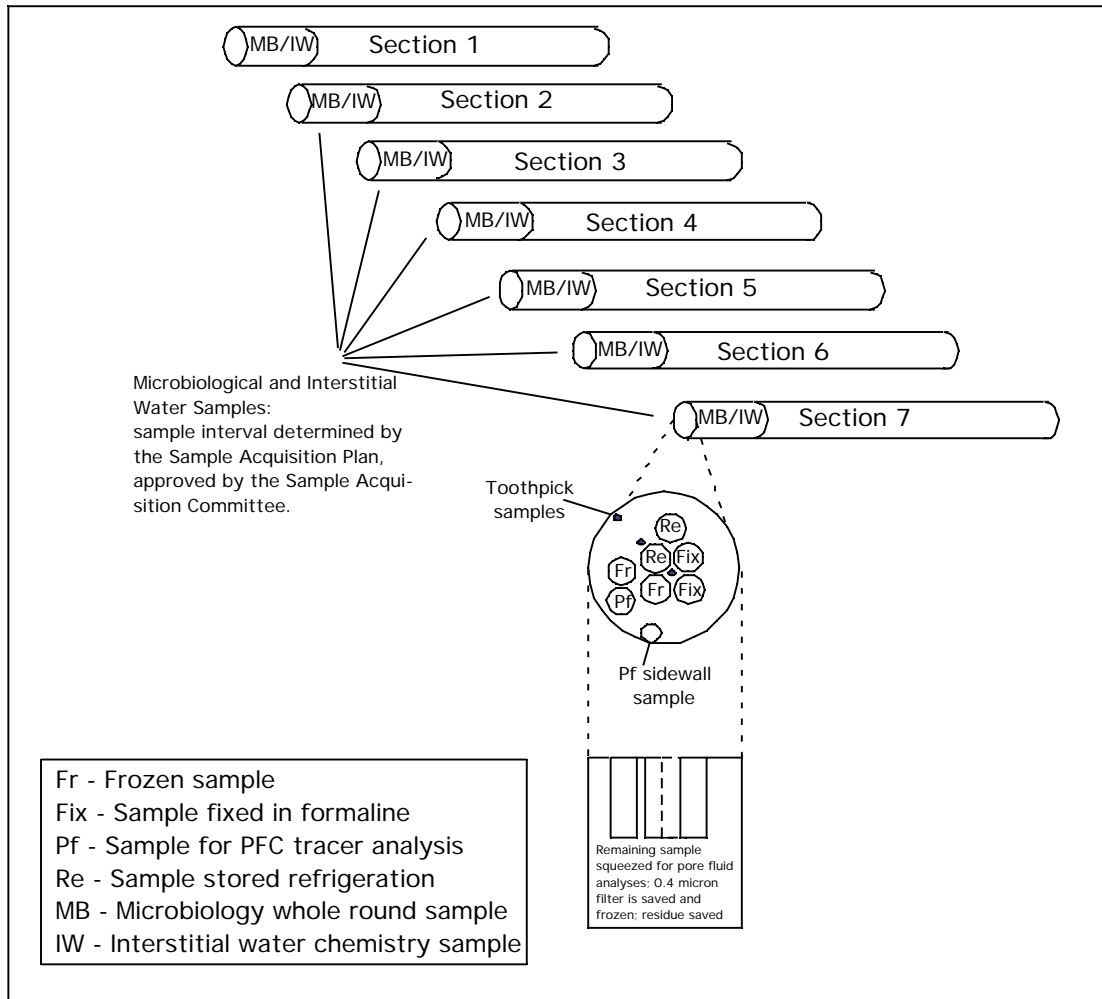 MB/IW Section 1
MB/IW Section 2
MB/IW Section 3
MB/IW Section 4
MB/IW Section 5
MB/IW Section 6
MB/IW Section 7
Microbiological and Interstitial
Water Samples:
sample interval determined by
the Sample Acquisition Plan,
approved by the Sample Acqui-
sition Committee.
Toothpick
samples
Re
Re Fix
Fr
Pf Fr Fix
Pf sidewall
sample
Remaining sample
squeezed for pore fluid
analyses; 0.4 micron
filter is saved and
frozen; residue saved
Fr - Frozen sample
Fix - Sample fixed in formaline
Pf - Sample for PFC tracer analysis
Re - Sample stored refrigeration
MB - Microbiology whole round sample
IW - Interstitial water chemistry sample